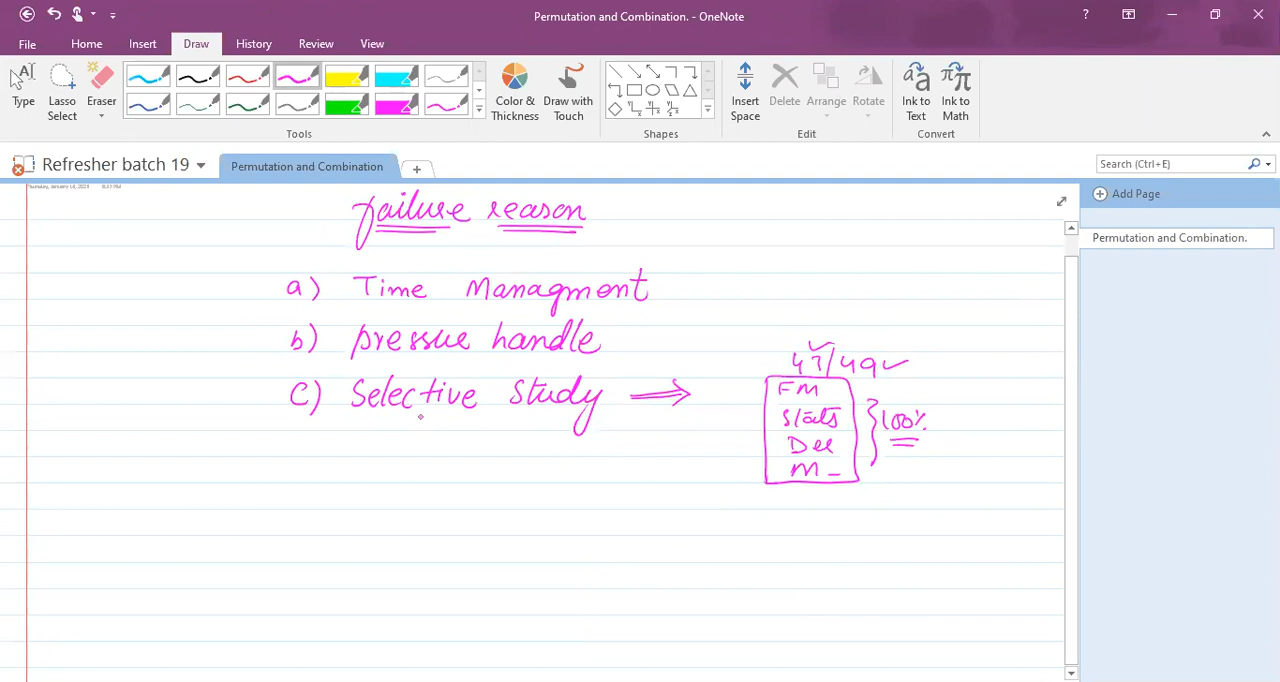 Permutation and Combination. - OneNote
?
File Home Insert Draw History Review View
Type Lasso Select Eraser Color & Thickness Draw with Touch Insert Space Delete Arrange Rotate Ink to Text Ink to Math
Tools Shapes Edit Convert
Refresher batch 19 Permutation and Combination Search (Ctrl+E)
Add Page
Permutation and Combination.
failure reason
a) Time Managment
b) pressue handle
47/49
c) Selective Study
FM
Stats
100%
M